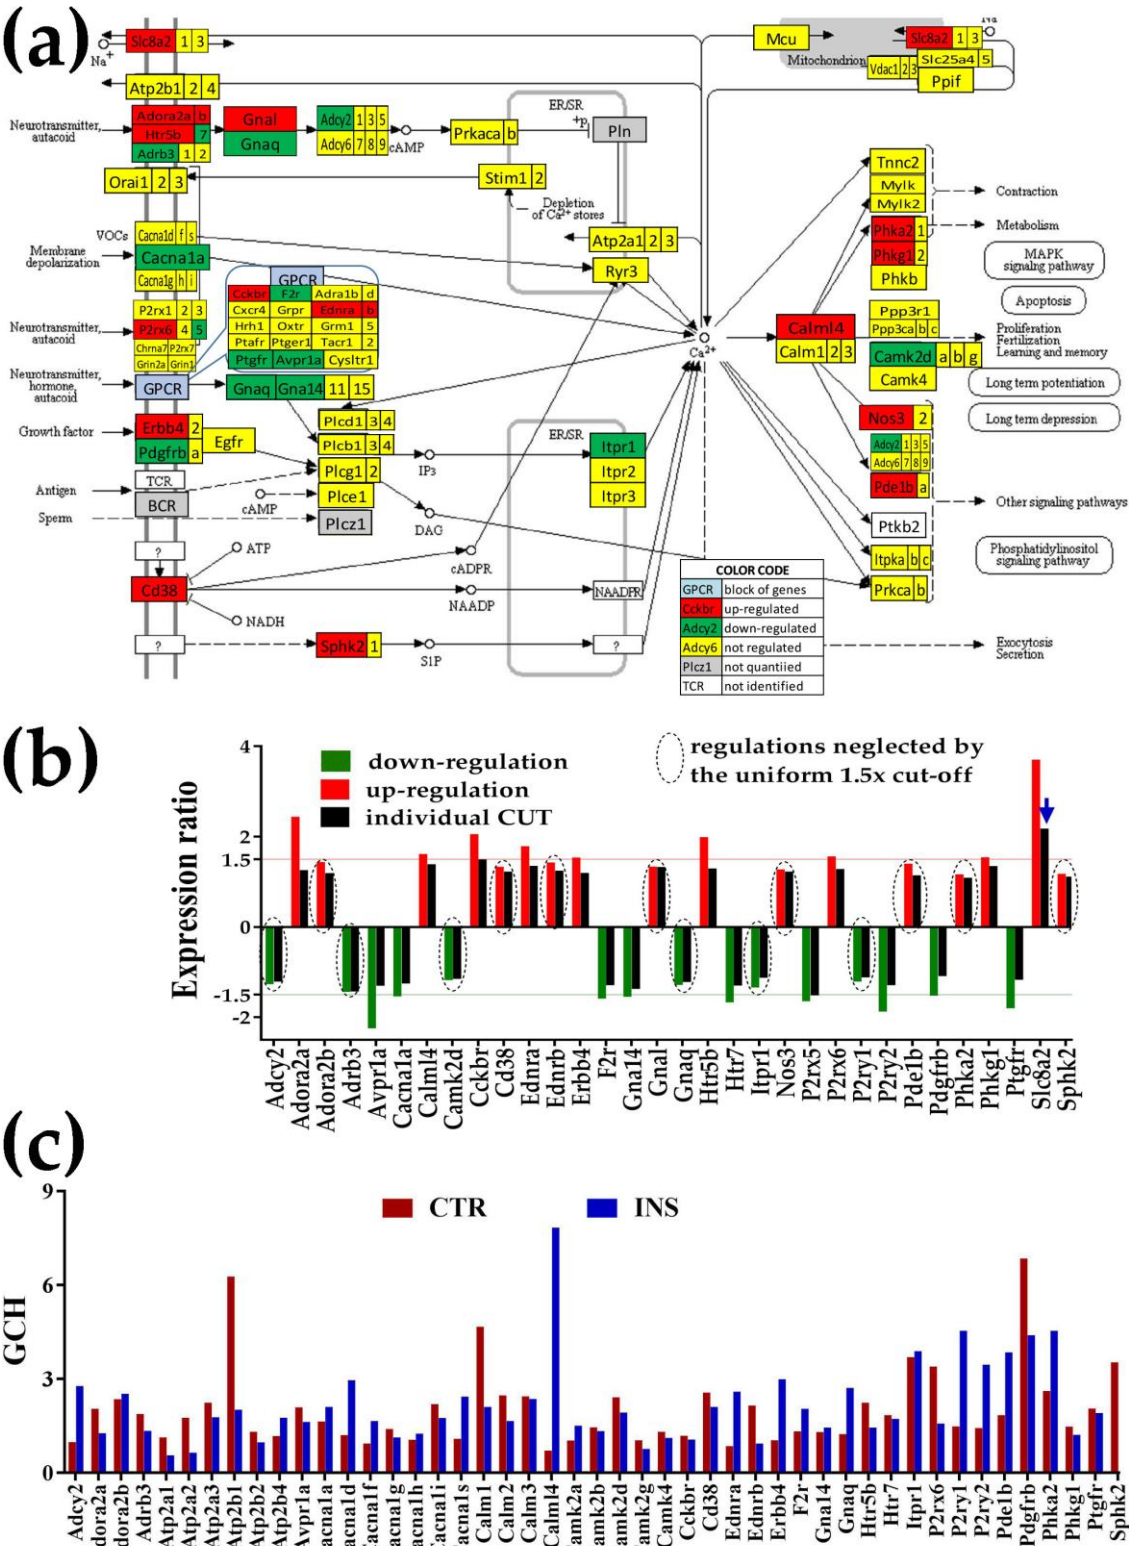 (a)
Na+
Slc8a2 1 3
Atp2b1 2 4
Neurotransmitter,
autacoid
Adora2a b
Htr5b 7
Adrb3 1 2
Gnal
Gnaq
Adcy2 1 3 5
Adcy6 7 8 9
cAMP
Prkaca b
ER/SR
+p
Pln
Mcu
Mitochondrion
Slc8a2 1 3
Na
Vdac1 2 3
Slc25a4 5
Ppif
Orai1 2 3
Stim1 2
Depletion
of Ca2+ stores
VOCs
Membrane
depolarization
Cacna1d f s
Cacna1a
Cacna1g h i
Atp2a1 2 3
Ryr3
GPCR
Cckbr F2r Adra1b d
Cxcr4 Grpr Ednra b
Hrh1 Oxtr Grm1 5
Ptafr Ptger1 Tacr1 2
Ptgfr Avpr1a Cysltr1
Neurotransmitter,
autacoid
P2rx1 2 3
P2rx6 4 5
Chrna7 P2rx7
Grin2a Grin1
Neurotransmitter,
hormone,
autacoid
GPCR
Gnaq Gna14 11 15
Growth factor
Erbb4 2
Pdgfrb a
Egfr
Plcd1 3 4
Plcb1 3 4
Plcg1 2
Plce1
Plcz1
IP3
ER/SR
Itpr1
Itpr2
Itpr3
TCR
Antigen
BCR
Sperm
cAMP
DAG
?
ATP
Cd38
cADPR
NAADP
NAADPR
NADH
?
Sphk2 1
S1P
?
Ca2+
Tnnc2
Mylk
Mylk2
Contraction
Phka2 1
Phkg1 2
Phkb
Metabolism
MAPK
signaling pathway
Apoptosis
Calml4
Calm1 2 3
Ppp3r1
Ppp3ca b c
Camk2d a b g
Camk4
Proliferation
Fertilization
Learning and memory
Long term potentiation
Long term depression
Nos3 2
Adcy2 1 3 5
Adcy6 7 8 9
Pde1b a
Other signaling pathways
Ptkb2
Itpka b c
Prkca b
Phosphatidylinositol
signaling pathway
Exocytosis
Secretion
COLOR CODE
GPCR block of genes
Cckbr up-regulated
Adcy2 down-regulated
Adcy6 not regulated
Plcz1 not quantiied
TCR not identified
(b)
Expression ratio
4
2
1.5
0
-1.5
-2
down-regulation
up-regulation
individual CUT
regulations neglected by
the uniform 1.5x cut-off
Adcy2
Adora2a
Adora2b
Adrb3
Avpr1a
Cacna1a
Calml4
Camk2d
Cckbr
Cd38
Ednra
Ednrb
Erbb4
F2r
Gna14
Gnal
Gnaq
Htr5b
Htr7
Itpr1
Nos3
P2rx5
P2rx6
P2ry1
P2ry2
Pde1b
Pdgfrb
Phka2
Phkg1
Ptgfr
Slc8a2
Sphk2
(c)
GCH
9
6
3
0
CTR
INS
Adcy2
dora2a
dora2b
Adrb3
Atp2a1
Atp2a2
Atp2a3
Atp2b1
Atp2b2
Atp2b4
Avpr1a
acna1a
acna1d
Cacna1f
acna1g
acna1h
Cacna1i
acna1s
Calm1
Calm2
Calm3
Calml4
amk2a
amk2b
amk2d
amk2g
Camk4
Cckbr
Cd38
Ednra
Ednrb
Erbb4
F2r
Gna14
Gnaq
Htr5b
Htr7
Itpr1
P2rx6
P2ry1
P2ry2
Pde1b
Pdgfrb
Phka2
Phkg1
Ptgfr
Sphk2